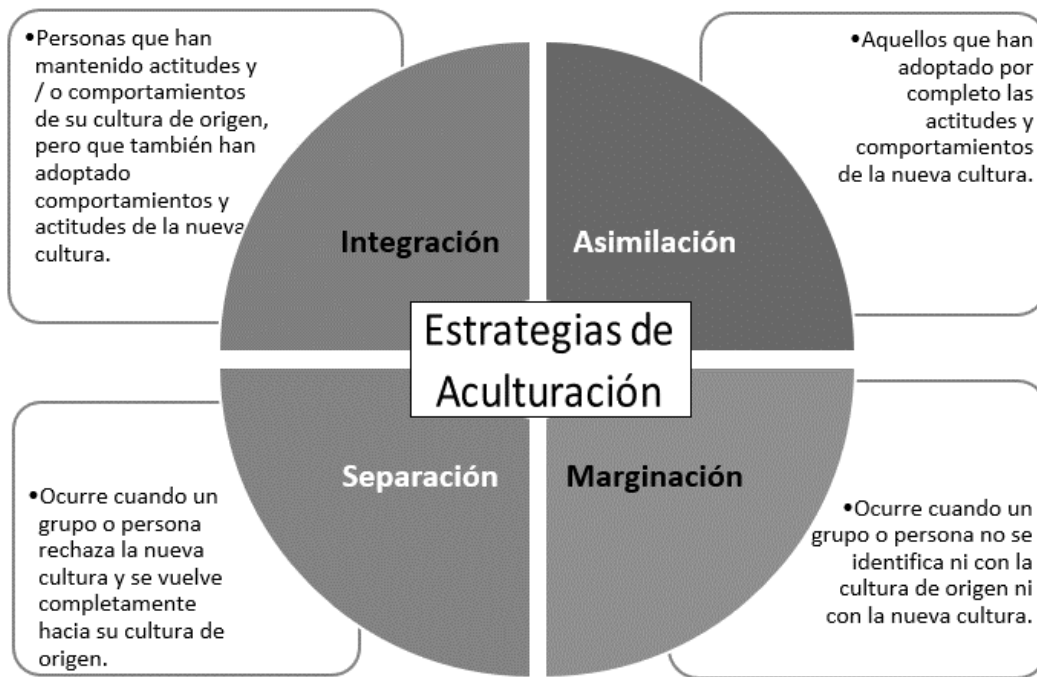 •Personas que han
mantenido actitudes y
/ o comportamientos
de su cultura de origen,
pero que también han
adoptado
comportamientos y
actitudes de la nueva
cultura.
•Aquellos que han
adoptado por
completo las
actitudes y
comportamientos
de la nueva cultura.
Integración
Asimilación
Estrategias de
Aculturación
Separación
Marginación
•Ocurre cuando un
grupo o persona
rechaza la nueva
cultura y se vuelve
completamente
hacia su cultura de
origen.
•Ocurre cuando un
grupo o persona no se
identifica ni con la
cultura de origen ni
con la nueva cultura.